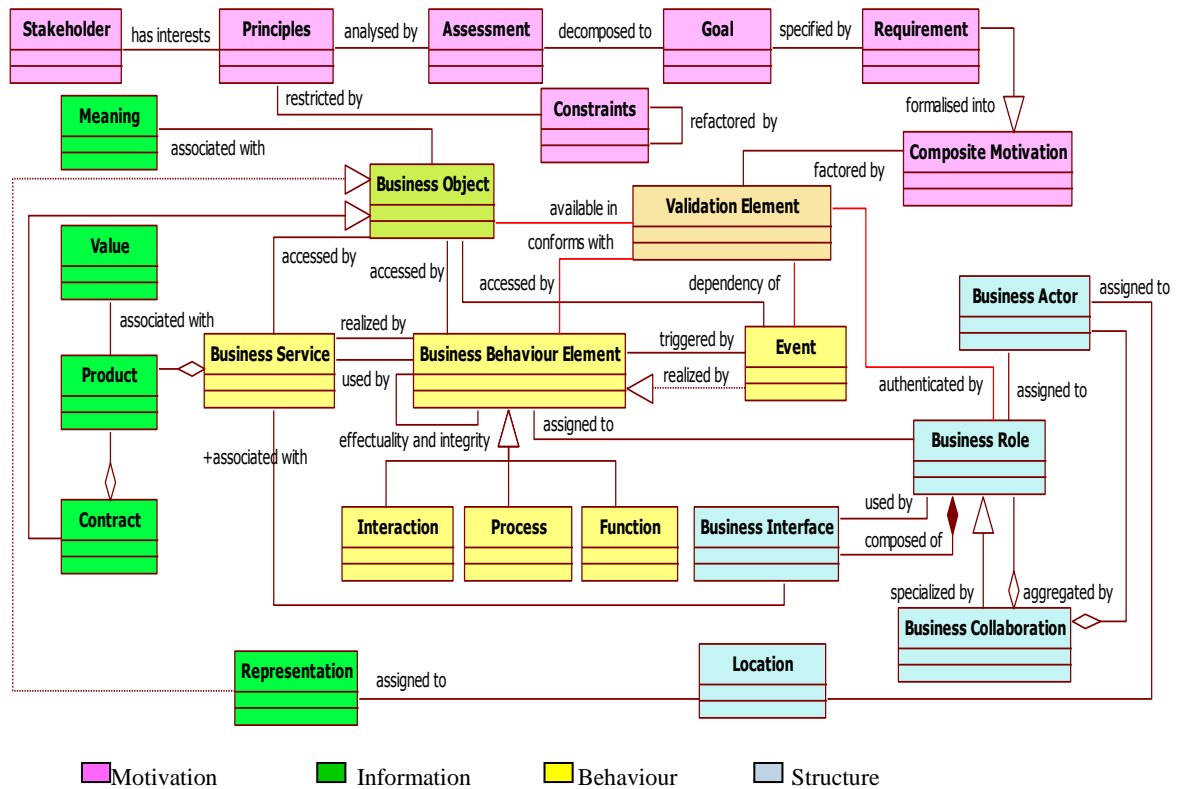 Stakeholder has interests Principles analysed by Assessment decomposed to Goal specified by Requirement
restricted by
formalised into
Meaning
Constraints
refactored by
associated with
Composite Motivation
factored by
Business Object
Validation Element
available in
conforms with
Value
accessed by
accessed by
accessed by
dependency of
Business Actor
assigned to
associated with
realized by
Business Service
Business Behaviour Element
triggered by
Event
Product
used by
realized by
authenticated by
assigned to
effectuality and integrity
assigned to
Business Role
+associated with
Contract
Interaction
Process
Function
Business Interface
used by
composed of
specialized by
aggregated by
Business Collaboration
Representation
assigned to
Location
Motivation Information Behaviour Structure